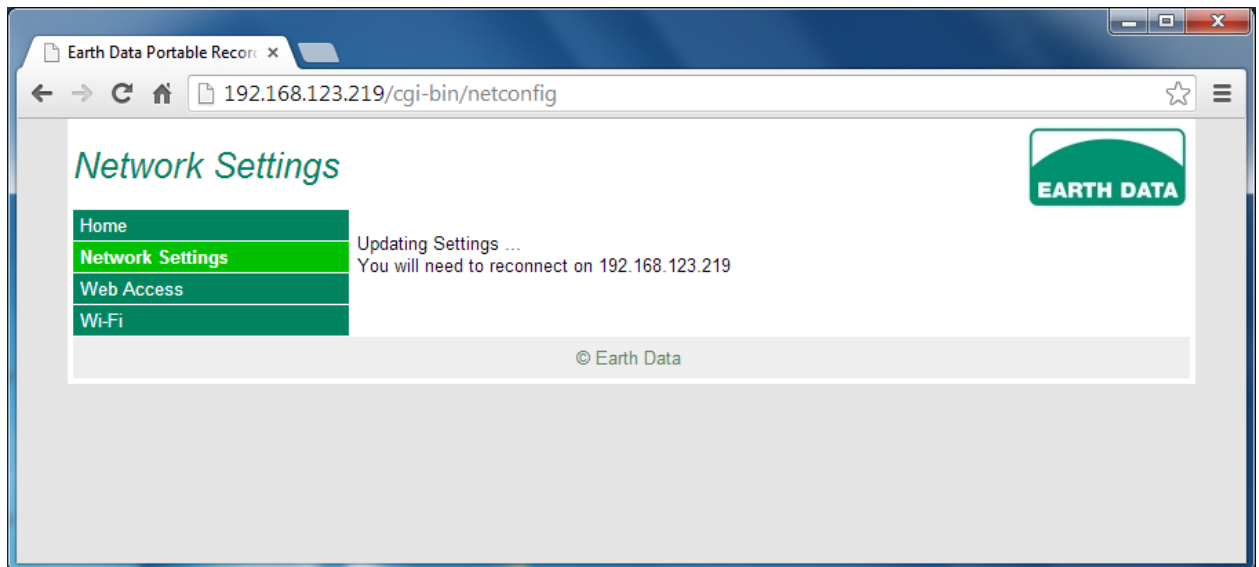 Earth Data Portable Recor
192.168.123.219/cgi-bin/netconfig
Network Settings
EARTH DATA
Home
Network Settings
Web Access
Wi-Fi
Updating Settings ...
You will need to reconnect on 192.168.123.219
© Earth Data